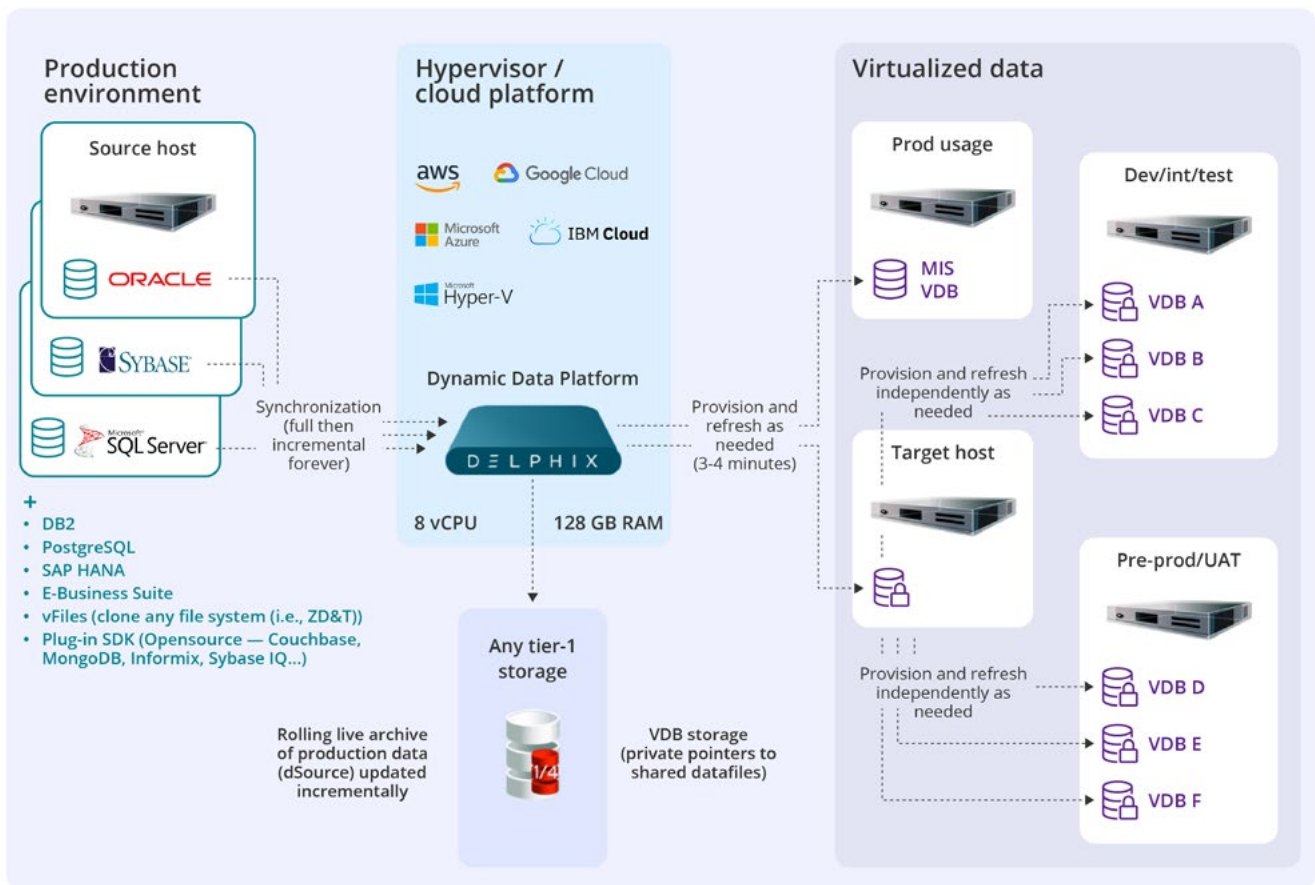 Production
environment
Source host
ORACLE
SYBASE
Microsoft
SQL Server
+
• DB2
• PostgreSQL
• SAP HANA
• E-Business Suite
• vFiles (clone any file system (i.e., ZD&T))
• Plug-in SDK (Opensource — Couchbase,
MongoDB, Informix, Sybase IQ...)
Synchronization
(full then
incremental
forever)
Hypervisor /
cloud platform
aws
Google Cloud
Microsoft
Azure
IBM Cloud
Microsoft
Hyper-V
Dynamic Data Platform
DELPHIX
8 vCPU
128 GB RAM
Any tier-1
storage
1/4
Rolling live archive
of production data
(dSource) updated
incrementally
VDB storage
(private pointers to
shared datafiles)
Provision and
refresh as
needed
(3-4 minutes)
Virtualized data
Prod usage
MIS
VDB
Target host
Provision and refresh
independently as
needed
Dev/int/test
VDB A
VDB B
VDB C
Provision and refresh
independently as
needed
Pre-prod/UAT
VDB D
VDB E
VDB F